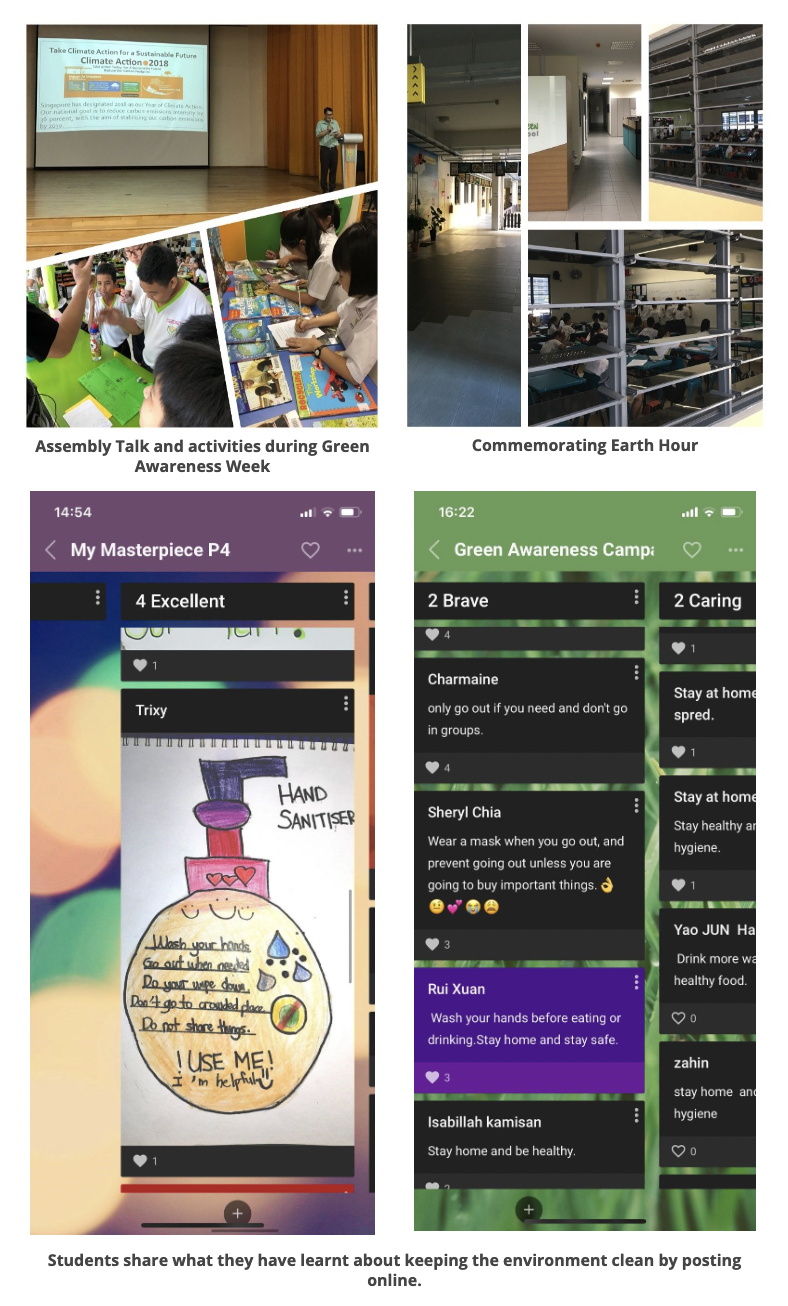 Take Climate Action for a Sustainable Future
Climate Action 2018
Singapore has designated 2018 as our Year of Climate Action.
Our national goal is to reduce carbon emissions intensity by
36 percent, with the aim of stabilising our carbon emissions
by 2030.
RECYCLING
Workshop
Assembly Talk and activities during Green
Awareness Week
Commemorating Earth Hour
14:54
My Masterpiece P4
4 Excellent
1
Trixy
HAND
SANITISER
Wash your hands
Go out when needed
Do your wipe down.
Don't go to crowded place
Do not share things.
! USE ME!
I'm helpful
1
16:22
Green Awareness Campa
2 Brave
4
Charmaine
only go out if you need and don't go
in groups.
4
Sheryl Chia
Wear a mask when you go out, and
prevent going out unless you are
going to buy important things. 👌
😐 💞 😭 😩
3
Rui Xuan
Wash your hands before eating or
drinking.Stay home and stay safe.
3
Isabillah kamisan
Stay home and be healthy.
2 Caring
1
Stay at home
spred.
1
Stay at home
Stay healthy an
hygiene.
1
Yao JUN Ha
Drink more wa
healthy food.
0
zahin
stay home and
hygiene
0
Students share what they have learnt about keeping the environment clean by posting
online.